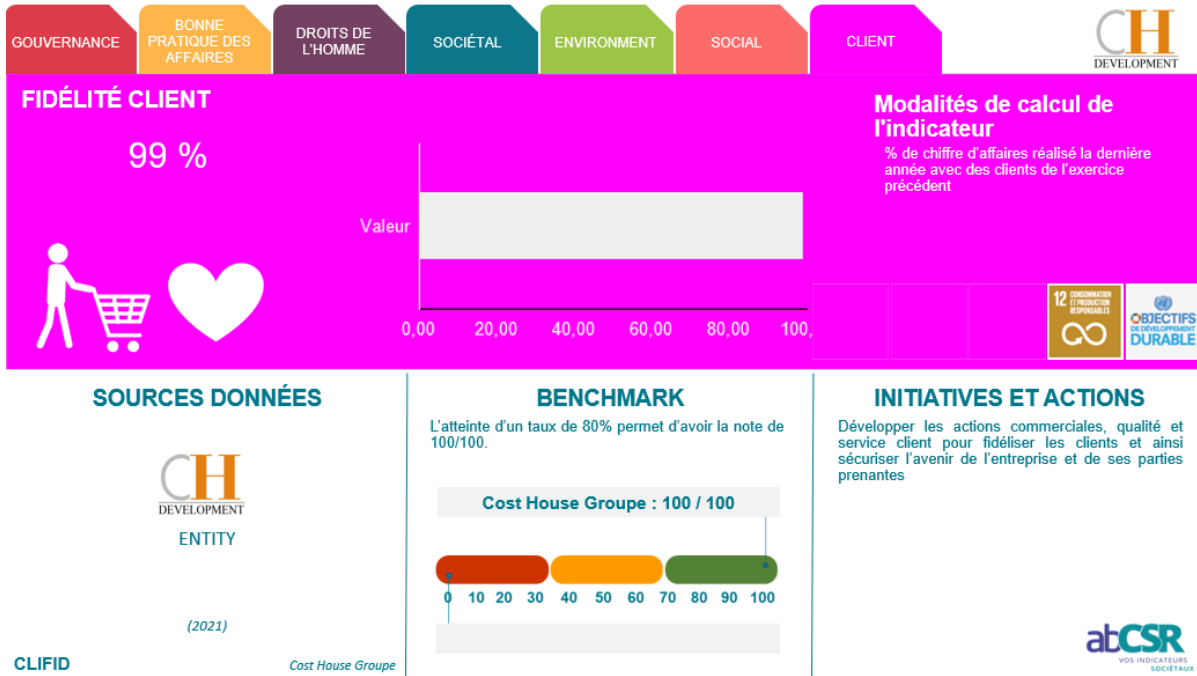 GOUVERNANCE
BONNE
PRATIQUE DES
AFFAIRES
DROITS DE
L'HOMME
SOCIÉTAL
ENVIRONMENT
SOCIAL
CLIENT
CH
DEVELOPMENT
FIDÉLITÉ CLIENT
99 %
Valeur
0,00 20,00 40,00 60,00 80,00 100,
Modalités de calcul de
l'indicateur
% de chiffre d’affaires réalisé la dernière
année avec des clients de l’exercice
précédent
12 CONSOMMATION
ET PRODUCTION
RESPONSABLES
OBJECTIFS
DE DÉVELOPPEMENT
DURABLE
SOURCES DONNÉES
CH
DEVELOPMENT
ENTITY
(2021)
CLIFID
Cost House Groupe
BENCHMARK
L’atteinte d’un taux de 80% permet d’avoir la note de
100/100.
Cost House Groupe : 100 / 100
0 10 20 30 40 50 60 70 80 90 100
INITIATIVES ET ACTIONS
Développer les actions commerciales, qualité et
service client pour fidéliser les clients et ainsi
sécuriser l’avenir de l’entreprise et de ses parties
prenantes
abCSR
VOS INDICATEURS
SOCIÉTAUX